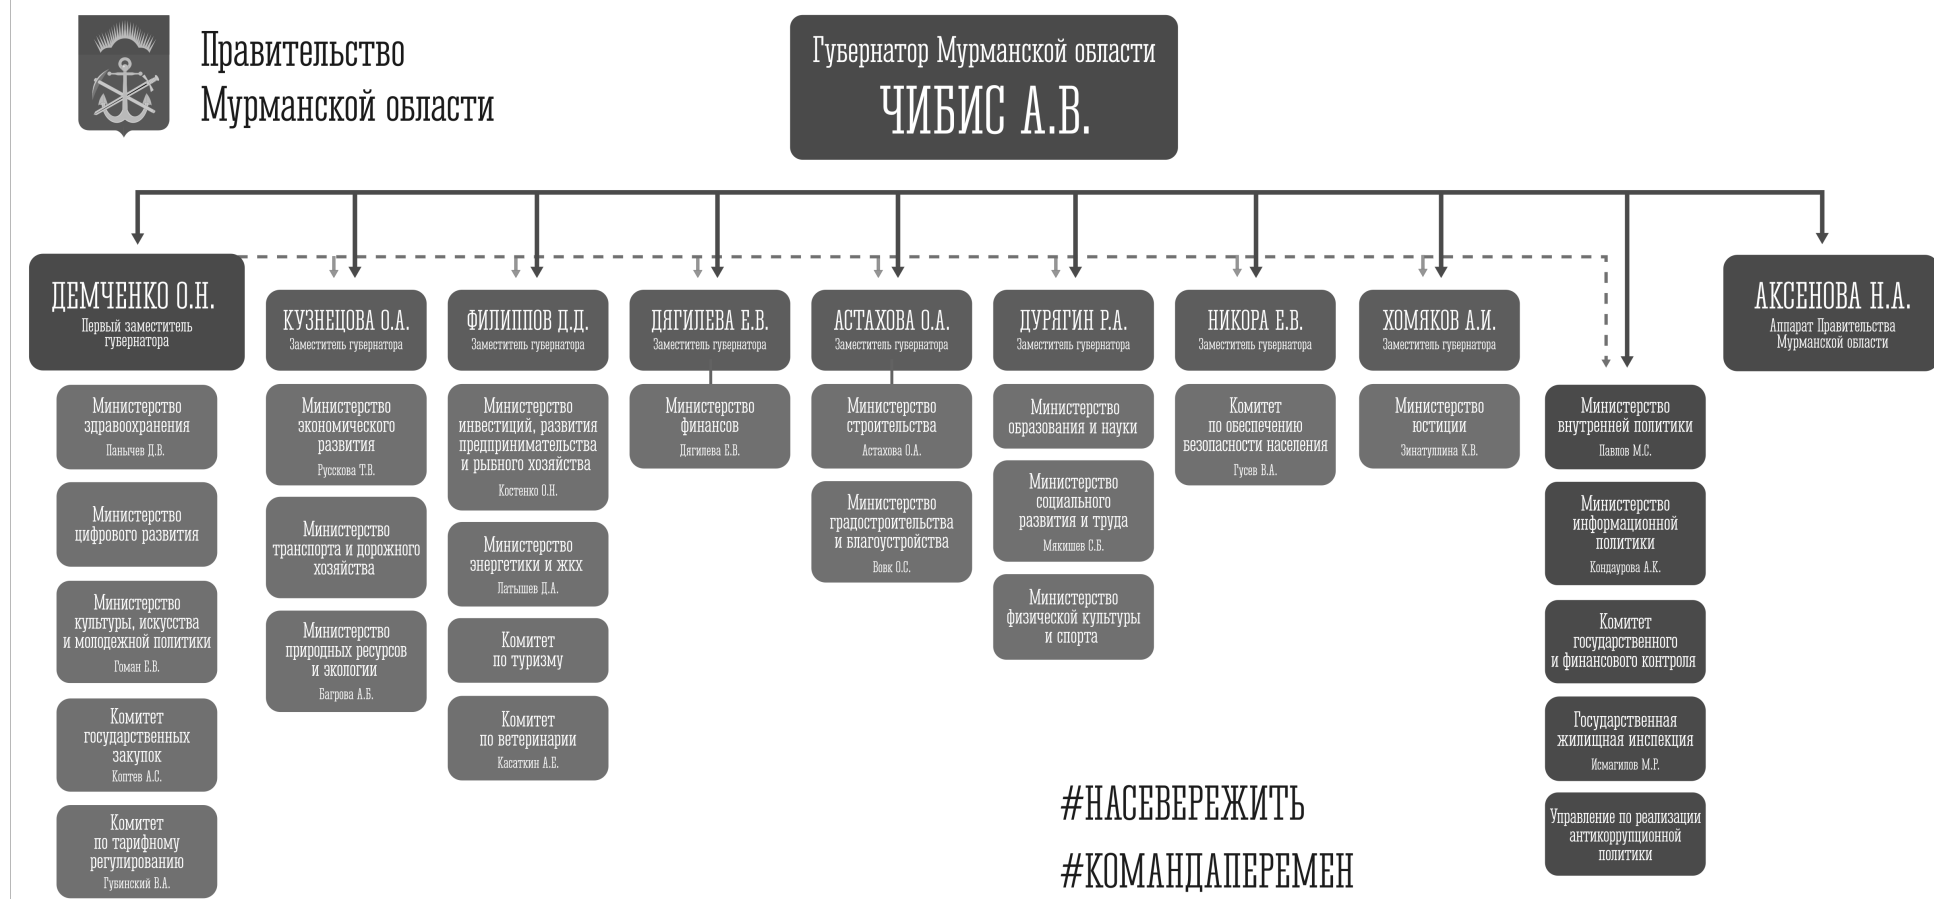 Правительство
Мурманской области
Губернатор Мурманской области
ЧИБИС А.В.
ДЕМЧЕНКО О.Н.
Первый заместитель
губернатора
Министерство
здравоохранения
Панычев Д.В.
Министерство
цифрового развития
Министерство
культуры, искусства
и молодежной политики
Гоман Е.В.
Комитет
государственных
закупок
Коптев А.С.
Комитет
по тарифному
регулированию
Губинский В.А.
КУЗНЕЦОВА О.А.
Заместитель губернатора
Министерство
экономического
развития
Русскова Т.В.
Министерство
транспорта и дорожного
хозяйства
Министерство
природных ресурсов
и экологии
Багрова А.Б.
ФИЛИППОВ Д.Д.
Заместитель губернатора
Министерство
инвестиций, развития
предпринимательства
и рыбного хозяйства
Костенко О.Н.
Министерство
энергетики и жкх
Латышев Д.А.
Комитет
по туризму
Комитет
по ветеринарии
Касаткин А.Е.
ДЯГИЛЕВА Е.В.
Заместитель губернатора
Министерство
финансов
Дягилева Е.В.
АСТАХОВА О.А.
Заместитель губернатора
Министерство
строительства
Астахова О.А.
Министерство
градостроительства
и благоустройства
Вовк О.С.
ДУРЯГИН Р.А.
Заместитель губернатора
Министерство
образования и науки
Министерство
социального
развития и труда
Мякишев С.Б.
Министерство
физической культуры
и спорта
НИКОРА Е.В.
Заместитель губернатора
Комитет
по обеспечению
безопасности населения
Гусев В.А.
ХОМЯКОВ А.И.
Заместитель губернатора
Министерство
юстиции
Зинатуллина К.В.
Министерство
внутренней политики
Павлов М.С.
Министерство
информационной
политики
Кондаурова А.К.
Комитет
государственного
и финансового контроля
Государственная
жилищная инспекция
Исмагилов М.Р.
Управление по реализации
антикоррупционной
политики
АКСЕНОВА Н.А.
Аппарат Правительства
Мурманской области
#НАСЕВЕРЕЖИТЬ
#КОМАНДАПЕРЕМЕН